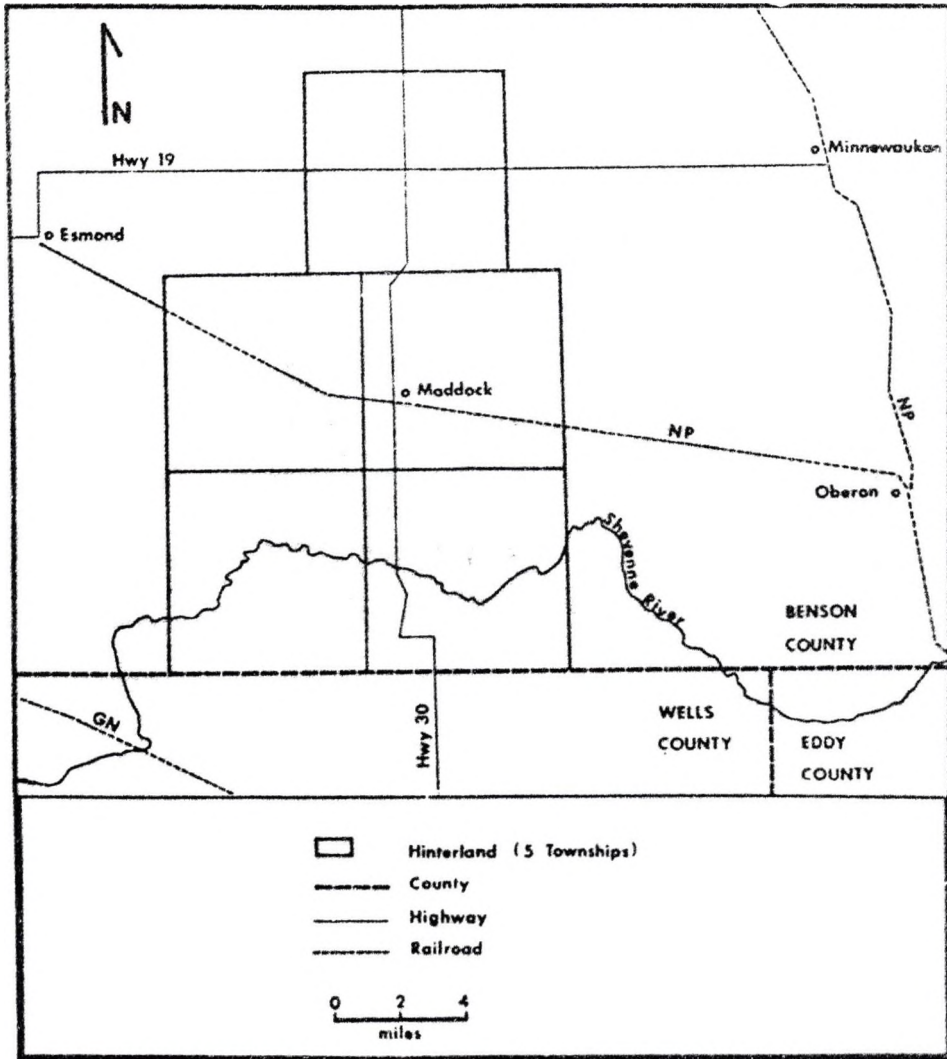 N
Hwy 19
Minnewaukan
Esmond
Maddock
NP
NP
Oberon
Sheyenne River
BENSON
COUNTY
GN
Hwy 30
WELLS
COUNTY
EDDY
COUNTY
Hinterland (5 Townships)
County
Highway
Railroad
0 2 4
miles